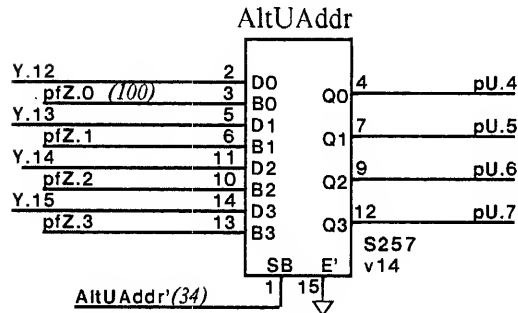 AltUAddr
Y.12 2 D0
pfZ.0 (100) 3 B0 Q0 4 pU.4
Y.13 5 D1
pfZ.1 6 B1 Q1 7 pU.5
Y.14 11 D2
pfZ.2 10 B2 Q2 9 pU.6
Y.15 14 D3
pfZ.3 13 B3 Q3 12 pU.7
S257
SB E' v14
1 15
AltUAddr'(34)